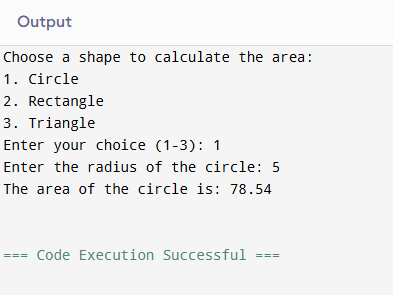 Output
Choose a shape to calculate the area:
1. Circle
2. Rectangle
3. Triangle
Enter your choice (1-3): 1
Enter the radius of the circle: 5
The area of the circle is: 78.54
=== Code Execution Successful ===